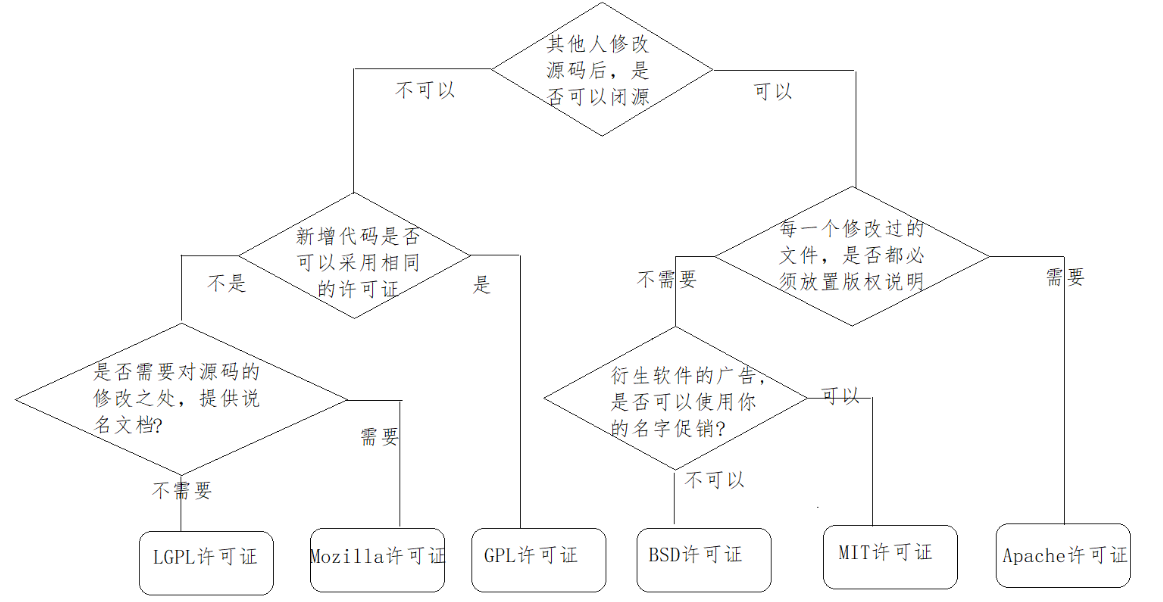 其他人修改
源码后，是
否可以闭源
不可以
可以
新增代码是否
可以采用相同
的许可证
不是
是
每一个修改过的
文件，是否都必
须放置版权说明
不需要
需要
是否需要对源码的
修改之处，提供说
名文档?
需要
不需要
衍生软件的广告，
是否可以使用你
的名字促销?
可以
不可以
LGPL许可证
Mozilla许可证
GPL许可证
BSD许可证
MIT许可证
Apache许可证